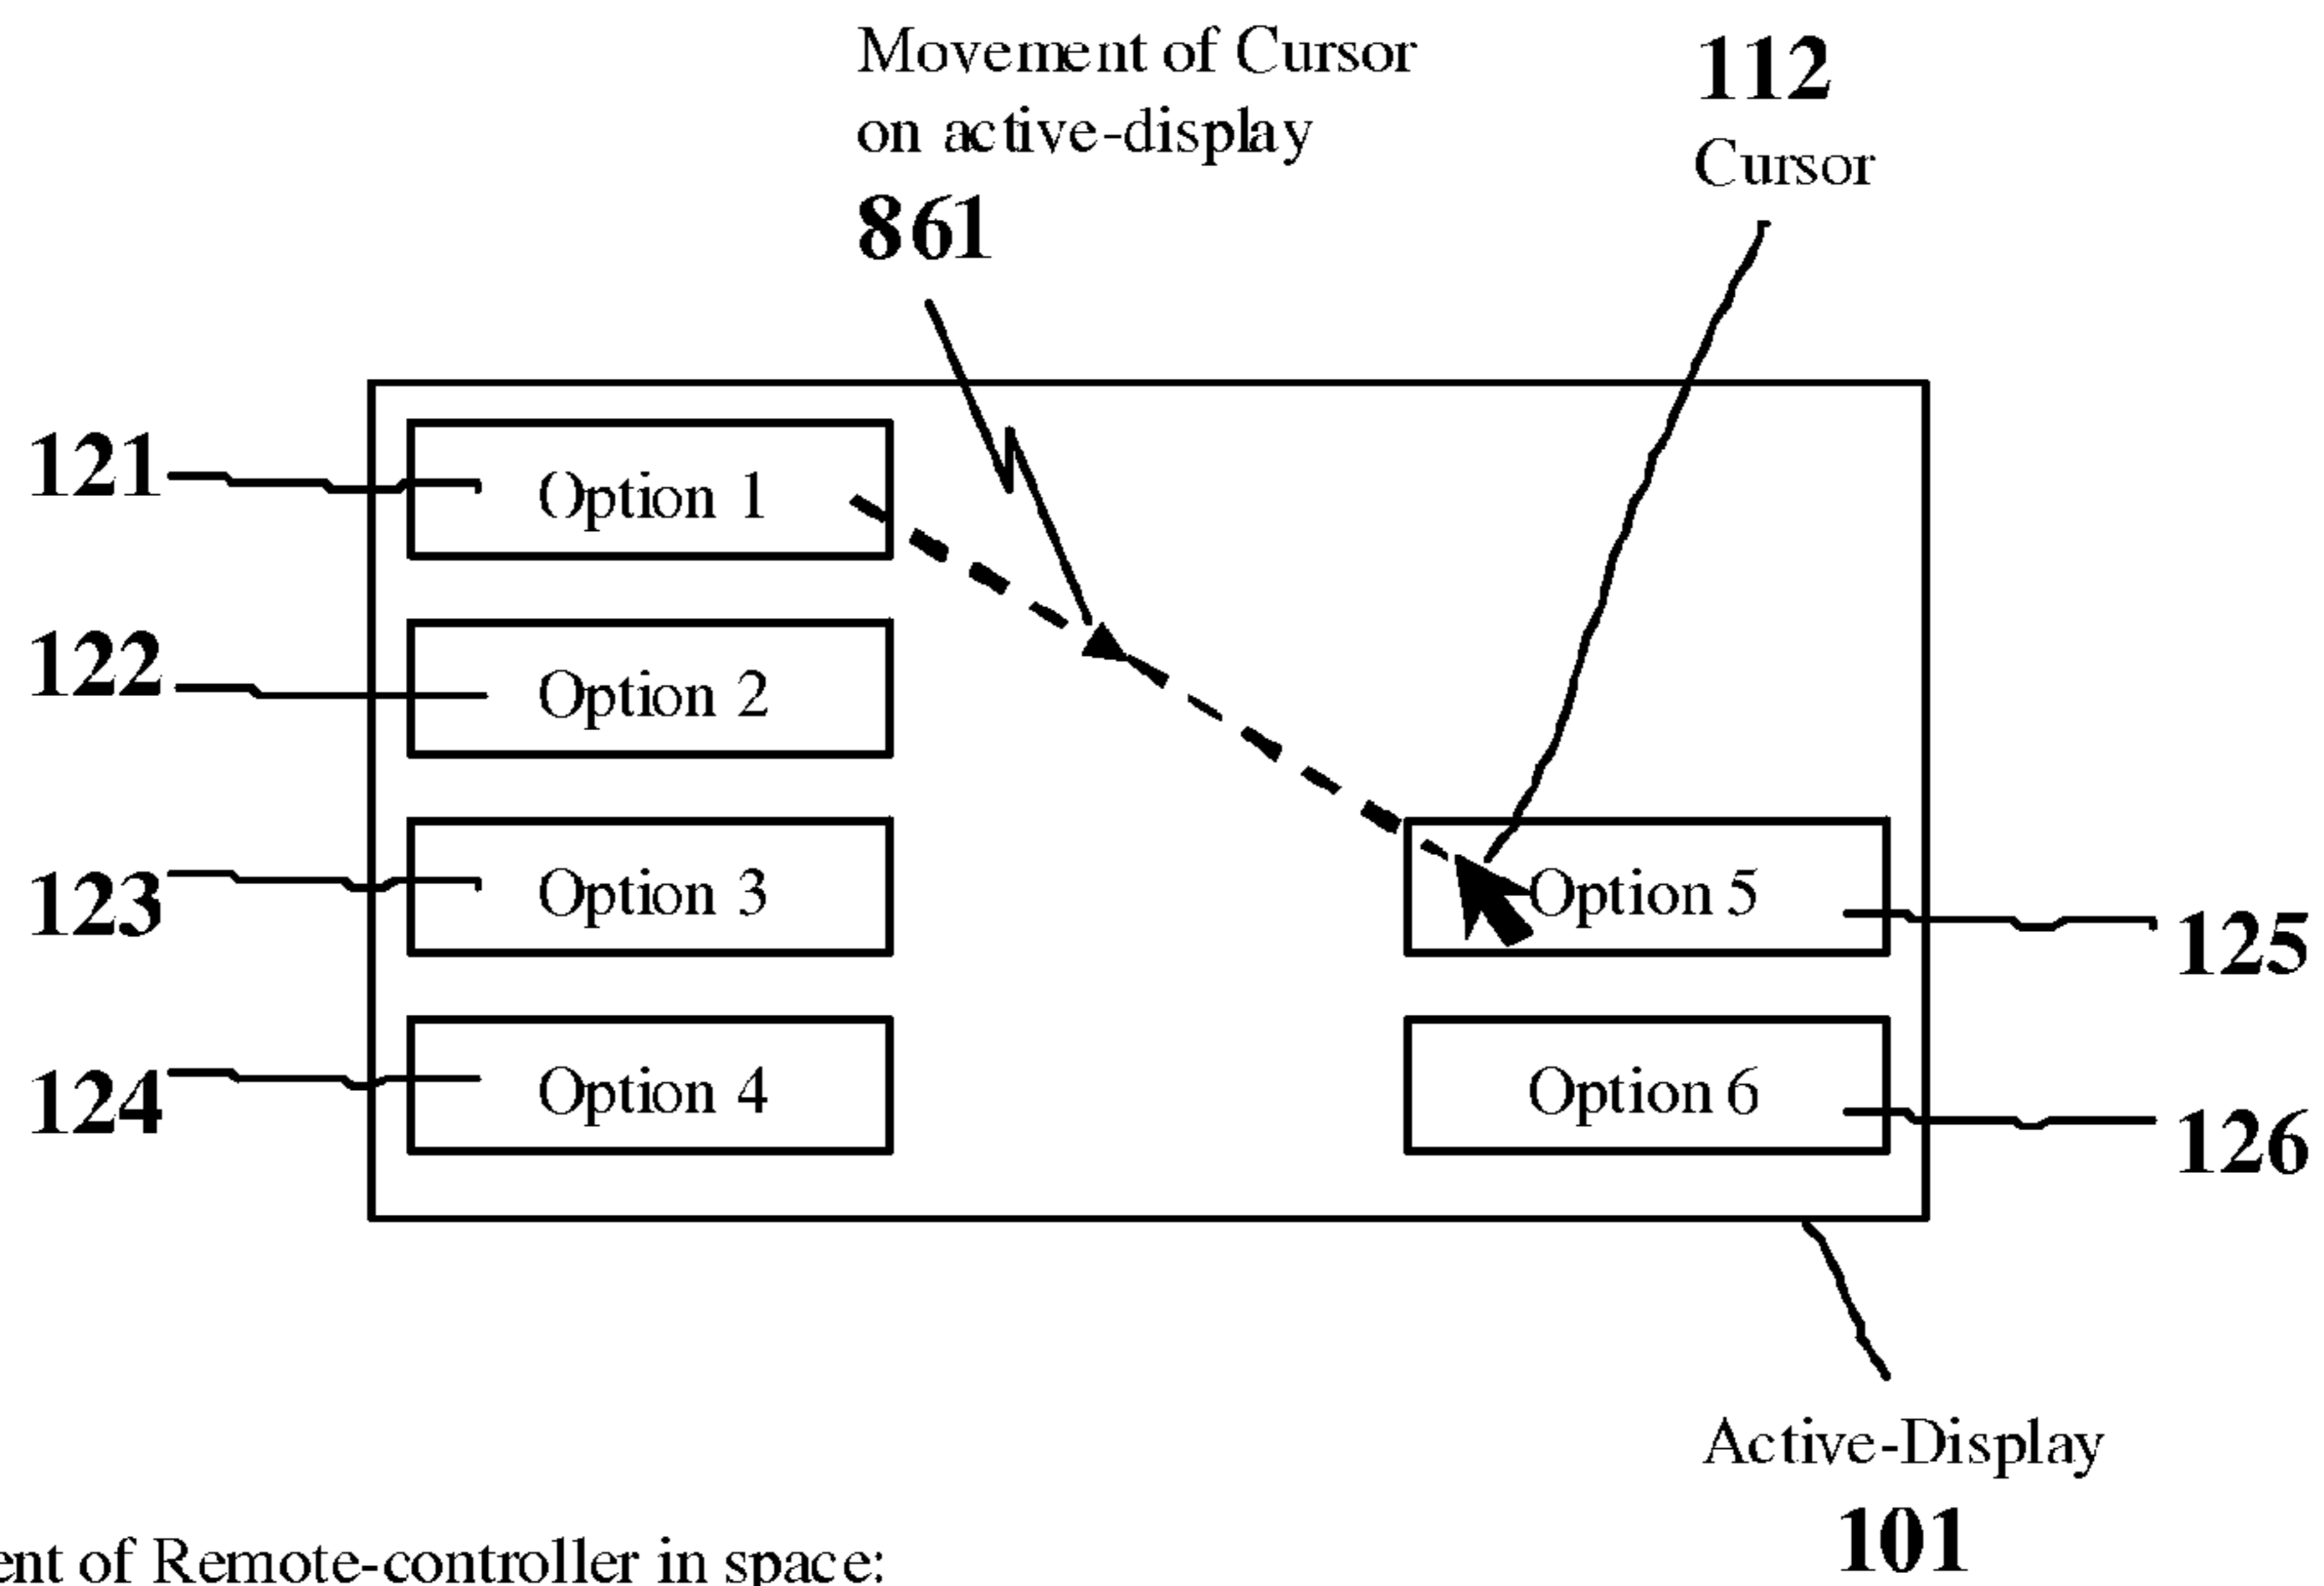 Movement of Cursor
on active-display
861
112
Cursor
121
Option 1
122
Option 2
123
Option 3
Option 5
125
124
Option 4
Option 6
126
Active-Display
101
of Remote-controller in space: